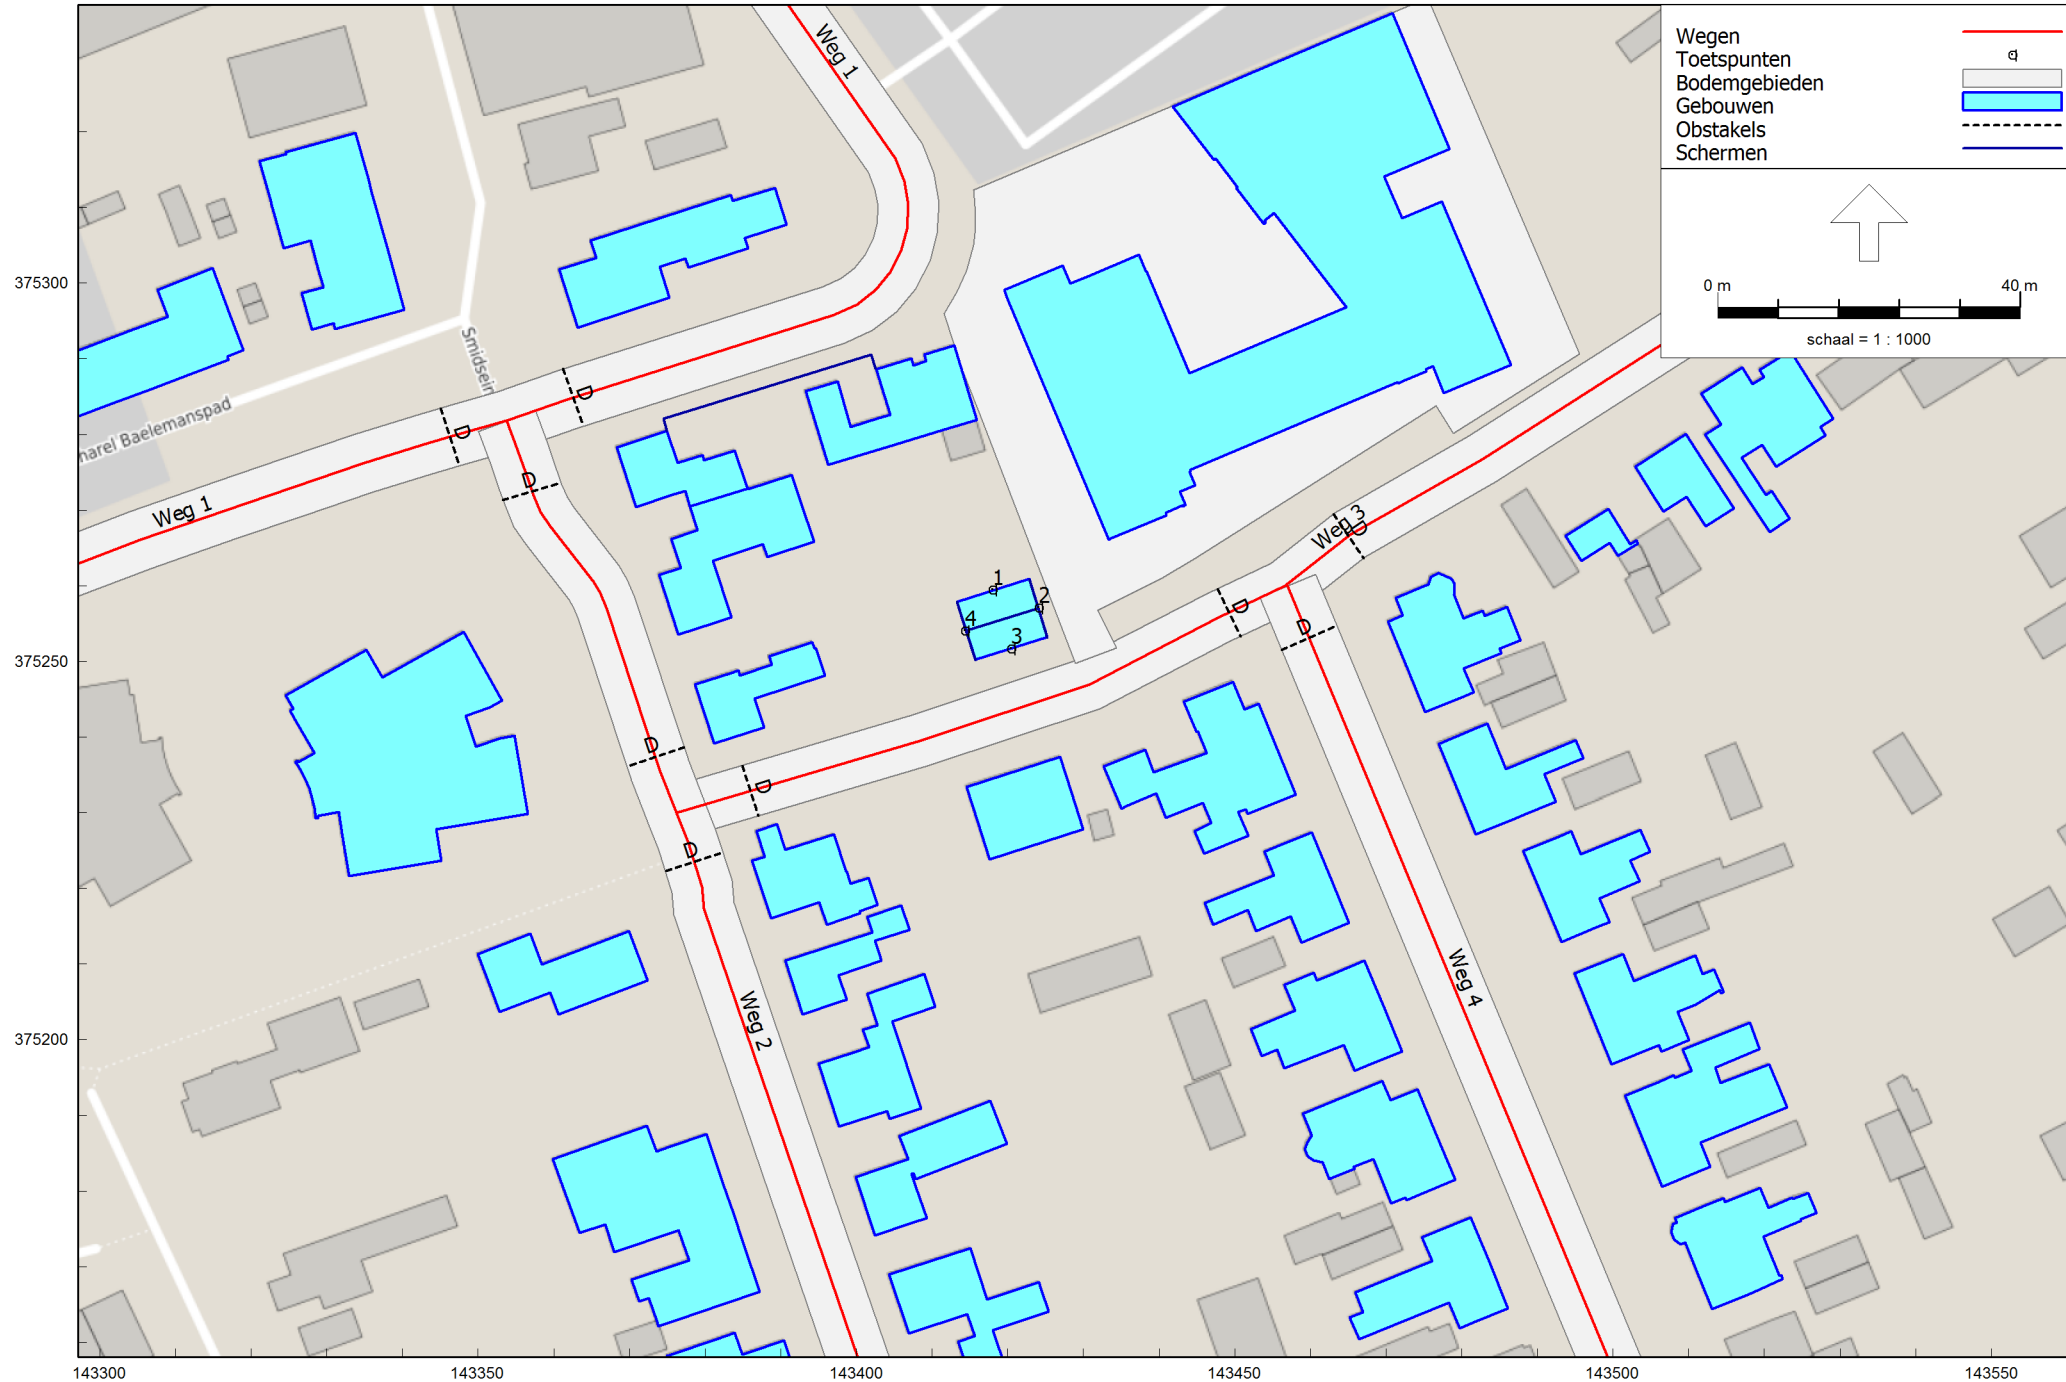 Weg 1
Wegen
Toetspunten
Bodemgebieden
Gebouwen
Obstakels
Schermen
0 m
40 m
schaal = 1 : 1000
375300
Smidsein
D
D
D
narel Baelemanspad
Weg 1
Weg 3
D
1
2
D
4
D
3
375250
D
D
D
Weg 4
Weg 2
375200
143300
143350
143400
143450
143500
143550